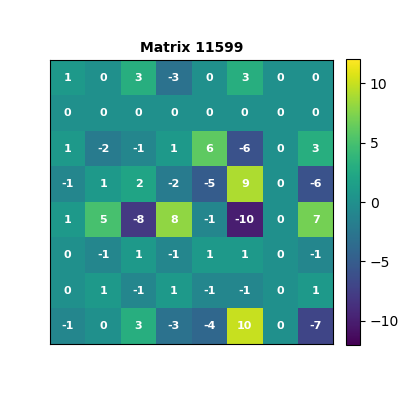 Matrix 11599
1 0 3 -3 0 3 0 0
0 0 0 0 0 0 0 0
1 -2 -1 1 6 -6 0 3
-1 1 2 -2 -5 9 0 -6
1 5 -8 8 -1 -10 0 7
0 -1 1 -1 1 1 0 -1
0 1 -1 1 -1 -1 0 1
-1 0 3 -3 -4 10 0 -7
10
5
0
−5
−10